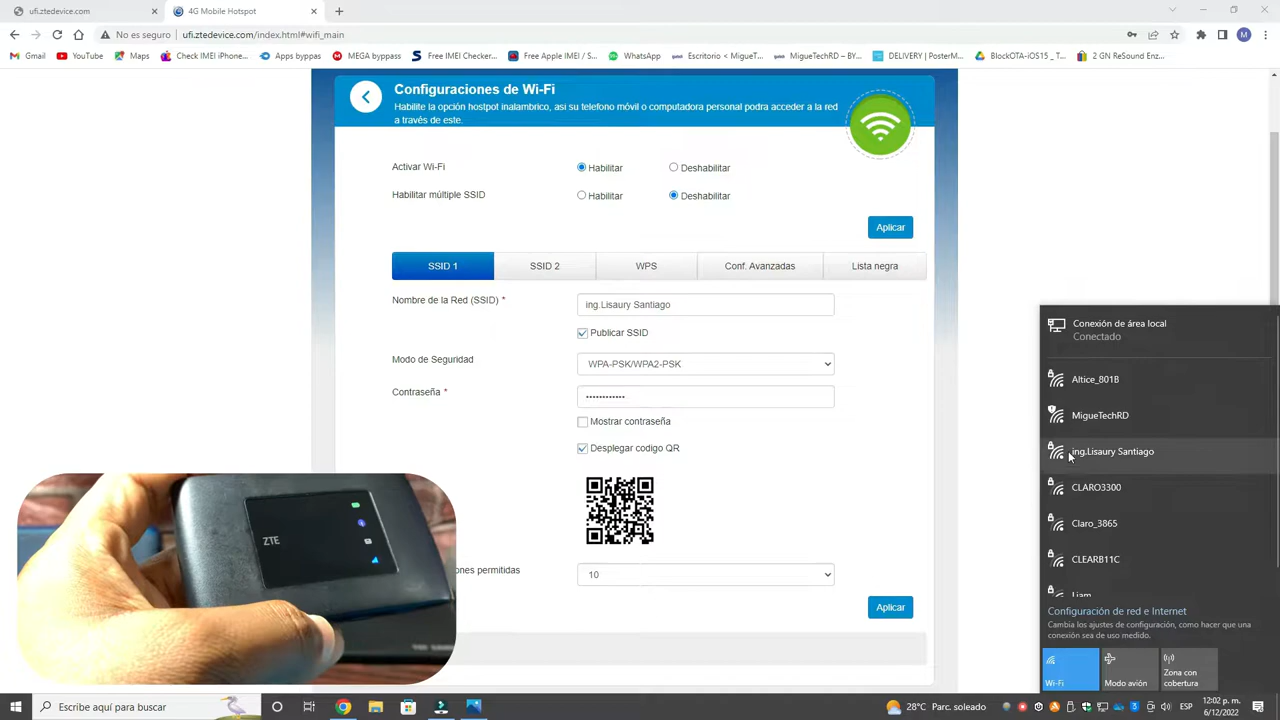 ufi.ztedevice.com
4G Mobile Hotspot
No es seguro
ufi.ztedevice.com/index.html#wifi_main
M
Gmail
YouTube
Maps
Check IMEI iPhone...
Apps byppas
MEGA byppass
Free IMEI Checker...
Free Apple IMEI / S...
WhatsApp
Escritorio ‹ MigueT...
MigueTechRD – BY...
DELIVERY | PosterM...
BlockOTA-iOS15 _ T...
2 GN ReSound Enz...
Configuraciones de Wi-Fi
Habilite la opción hostpot inalambrico, asi su telefono móvil o computadora personal podra acceder a la red
a través de este.
Activar Wi-Fi
Habilitar
Deshabilitar
Habilitar múltiple SSID
Habilitar
Deshabilitar
Aplicar
SSID 1
SSID 2
WPS
Conf. Avanzadas
Lista negra
Nombre de la Red (SSID) *
ing.Lisaury Santiago
Publicar SSID
Modo de Seguridad
WPA-PSK/WPA2-PSK
Contraseña *
••••••••••••
Mostrar contraseña
Desplegar codigo QR
ones permitidas
10
Aplicar
ZTE
Conexión de área local
Conectado
Altice_801B
MigueTechRD
ing.Lisaury Santiago
CLARO3300
Claro_3865
CLEARB11C
Liam
Configuración de red e Internet
Cambia los ajustes de configuración, como hacer que una
conexión sea de uso medido.
Wi-Fi
Modo avión
Zona con
cobertura
Escribe aquí para buscar
28°C Parc. soleado
ESP
12:02 p. m.
6/12/2022